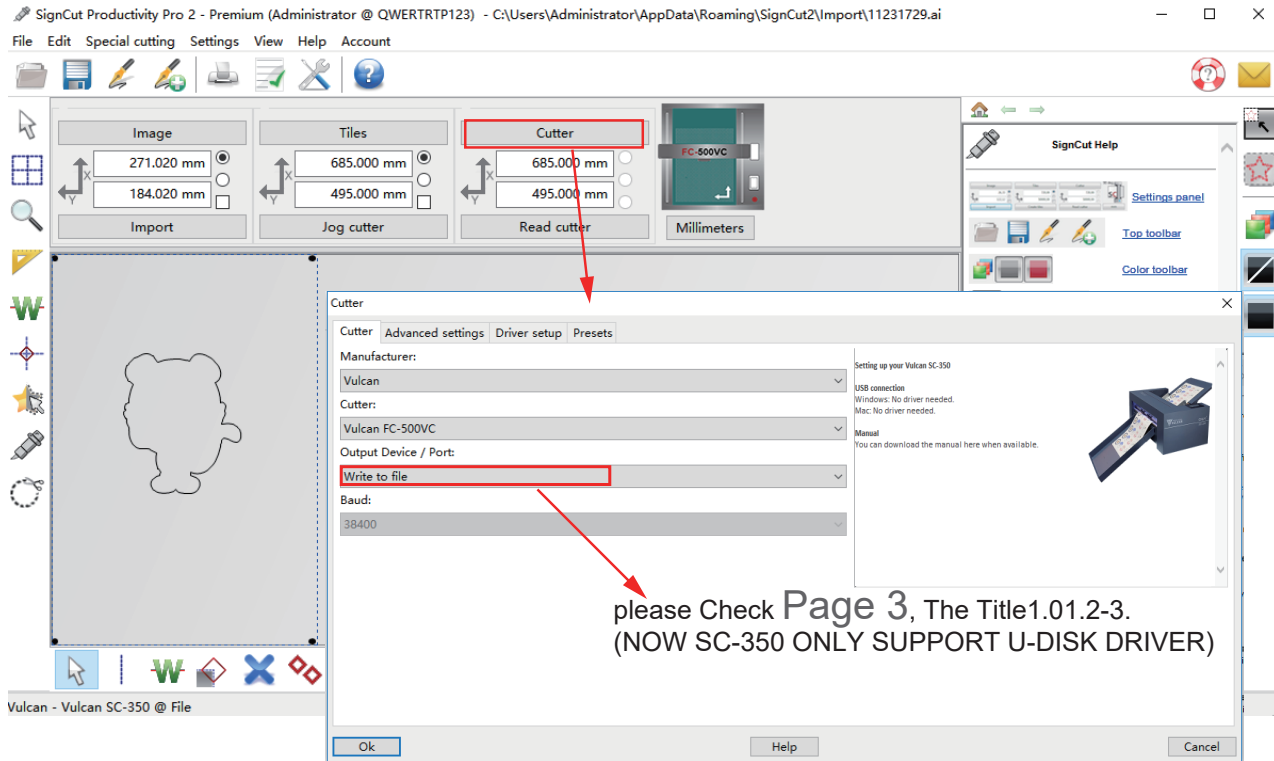 SignCut Productivity Pro 2 - Premium (Administrator @ QWERTRTP123) - C:\Users\Administrator\AppData\Roaming\SignCut2\Import\11231729.ai
File Edit Special cutting Settings View Help Account
Image Tiles Cutter
271.020 mm 685.000 mm 685.000 mm
X X X
184.020 mm 495.000 mm 495.000 mm
Y Y Y
Import Jog cutter Read cutter Millimeters
FC-500VC
SignCut Help
Settings panel
Top toolbar
Color toolbar
Cutter
Cutter Advanced settings Driver setup Presets
Manufacturer:
Vulcan
Cutter:
Vulcan FC-500VC
Output Device / Port:
Write to file
Baud:
38400
Setting up your Vulcan SC-350
USB connection
Windows: No driver needed.
Mac: No driver needed.
Manual
You can download the manual here when available.
please Check Page 3, The Title1.01.2-3.
(NOW SC-350 ONLY SUPPORT U-DISK DRIVER)
Vulcan - Vulcan SC-350 @ File
Ok Help Cancel